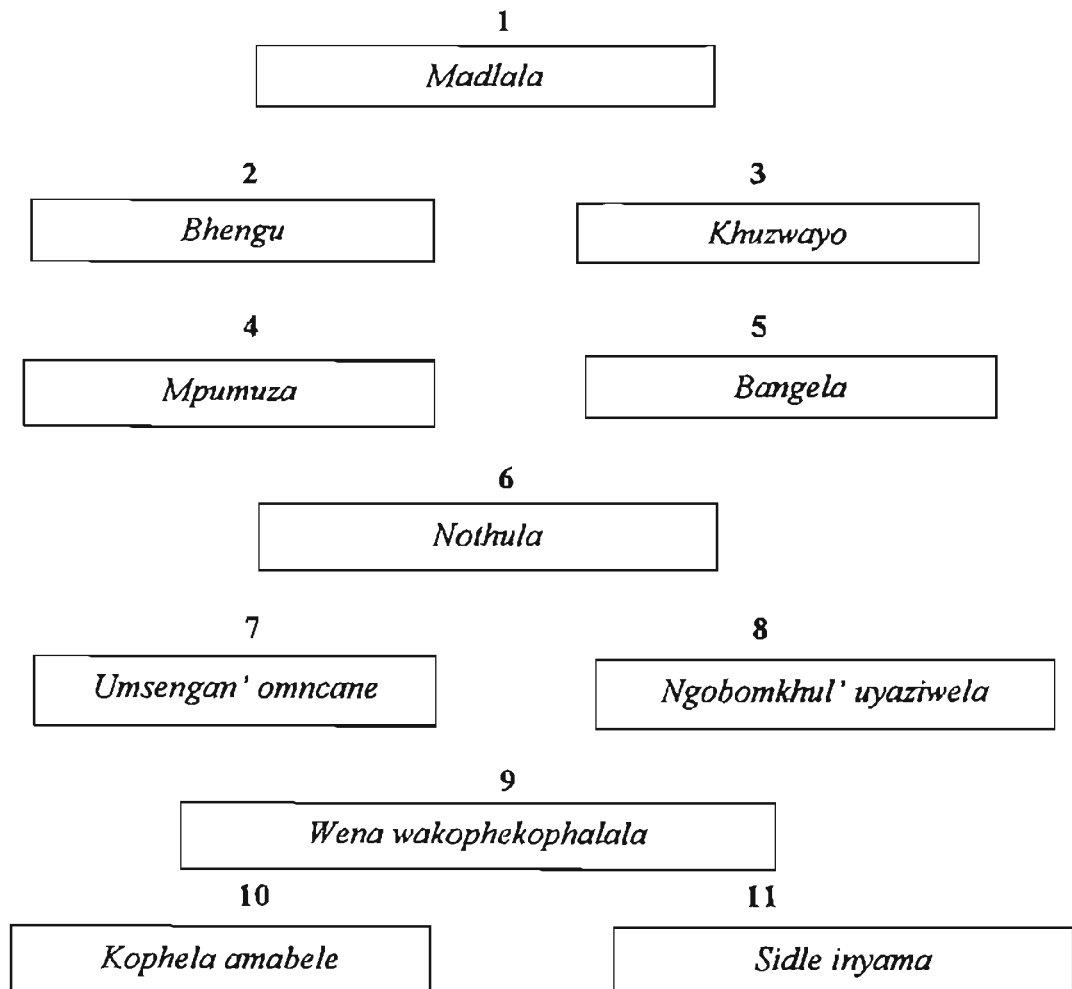 1
Madlala
2 3
Bhengu Khuzwayo
4 5
Mpumuza Bangela
6
Nothula
7 8
Umsengan' omncane Ngobomkhul' uyaziwela
9
Wena wakophekophalala
10 11
Kophela amabele Sidle inyama